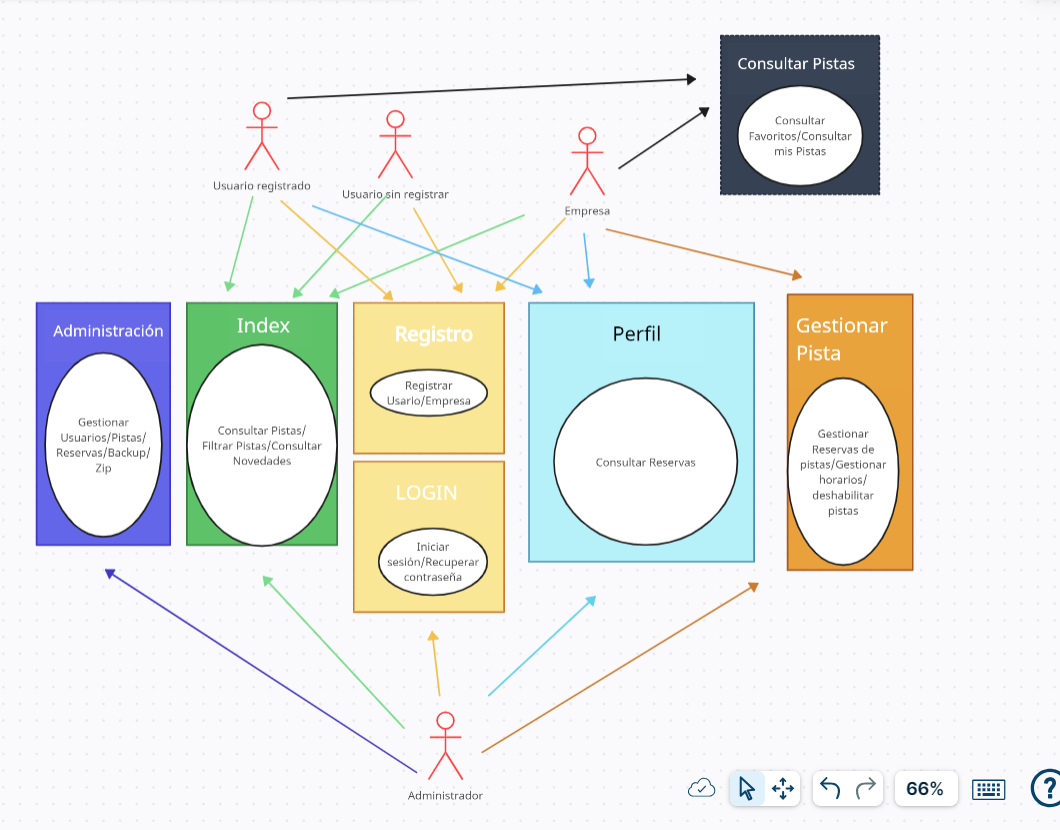 Consultar Pistas
Consultar
Favoritos/Consultar
mis Pistas
Usuario registrado
Usuario sin registrar
Empresa
Administración
Gestionar
Usuarios/Pistas/
Reservas/Backup/
Zip
Index
Consultar Pistas/
Filtrar Pistas/Consultar
Novedades
Registro
Registrar
Usario/Empresa
LOGIN
Iniciar
sesión/Recuperar
contraseña
Perfil
Consultar Reservas
Gestionar
Pista
Gestionar
Reservas de
pistas/Gestionar
horarios/
deshabilitar
pistas
Administrador
66%
?